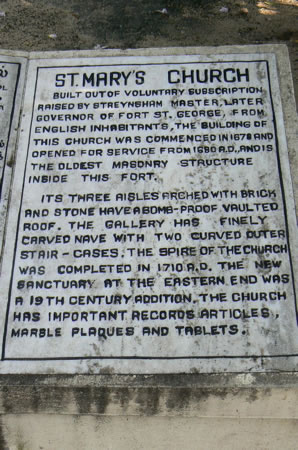 ST. MARY'S CHURCH
BUILT OUT OF VOLUNTARY SUBSCRIPTION
RAISED BY STREYNSHAM MASTER, LATER
GOVERNOR OF FORT ST. GEORGE, FROM
ENGLISH INHABITANTS, THE BUILDING OF
THIS CHURCH WAS COMMENCED IN 1678 AND
OPENED FOR SERVICE FROM 1680 A.D. AND IS
THE OLDEST MASONRY STRUCTURE
INSIDE THIS FORT.
ITS THREE AISLES ARCHED WITH BRICK
AND STONE HAVE A BOMB-PROOF VAULTED
ROOF. THE GALLERY HAS FINELY
CARVED NAVE WITH TWO CURVED OUTER
STAIR-CASES. THE SPIRE OF THE CHURCH
WAS COMPLETED IN 1710 A.D. THE NEW
SANCTUARY AT THE EASTERN END WAS
A 19TH CENTURY ADDITION. THE CHURCH
HAS IMPORTANT RECORDS ARTICLES,
MARBLE PLAQUES AND TABLETS.